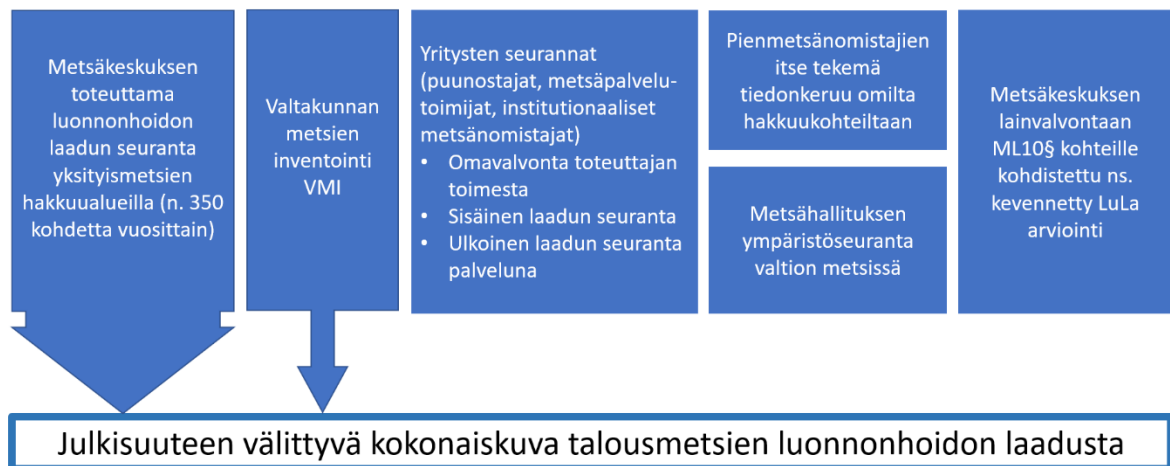 Metsäkeskuksen
toteuttama
luonnonhoidon
laadun seuranta
yksityismetsien
hakkuualueilla (n. 350
kohdetta vuosittain)
Valtakunnan
metsien
inventointi
VMI
Yritysten seurannat
(puunostajat, metsäpalvelu-
toimijat, institutionaaliset
metsänomistajat)
• Omavalvonta toteuttajan
toimesta
• Sisäinen laadun seuranta
• Ulkoinen laadun seuranta
palveluna
Pienmetsänomistajien
itse tekemä
tiedonkeruu omilta
hakkuukohteiltaan
Metsähallituksen
ympäristöseuranta
valtion metsissä
Metsäkeskuksen
lainvalvontaan
ML10§ kohteille
kohdistettu ns.
kevennetty LuLa
arviointi
Julkisuuteen välittyvä kokonaiskuva talousmetsien luonnonhoidon laadusta